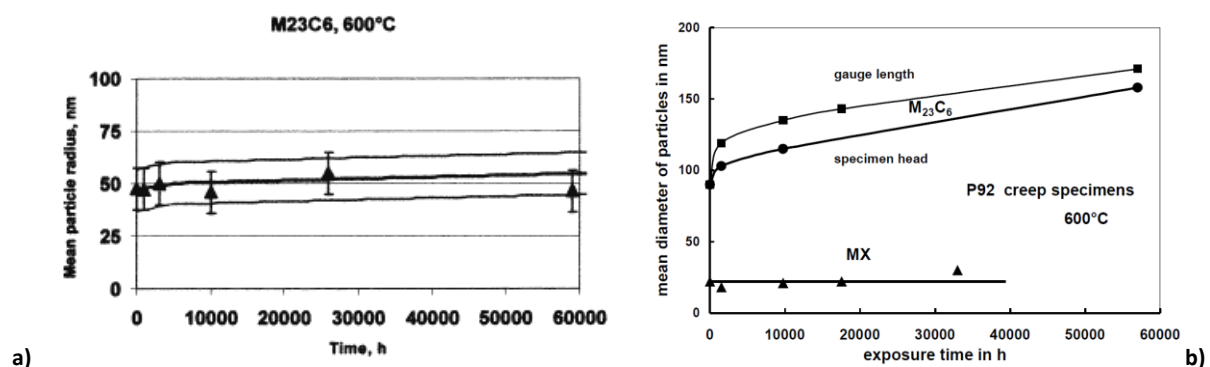 M23C6, 600°C
Mean particle radius, nm
100
75
50
25
0
0 10000 20000 30000 40000 50000 60000
Time, h
a)
mean diameter of particles in nm
200
150
100
50
0
gauge length
M23C6
specimen head
P92 creep specimens
600°C
MX
0 10000 20000 30000 40000 50000 60000
exposure time in h
b)